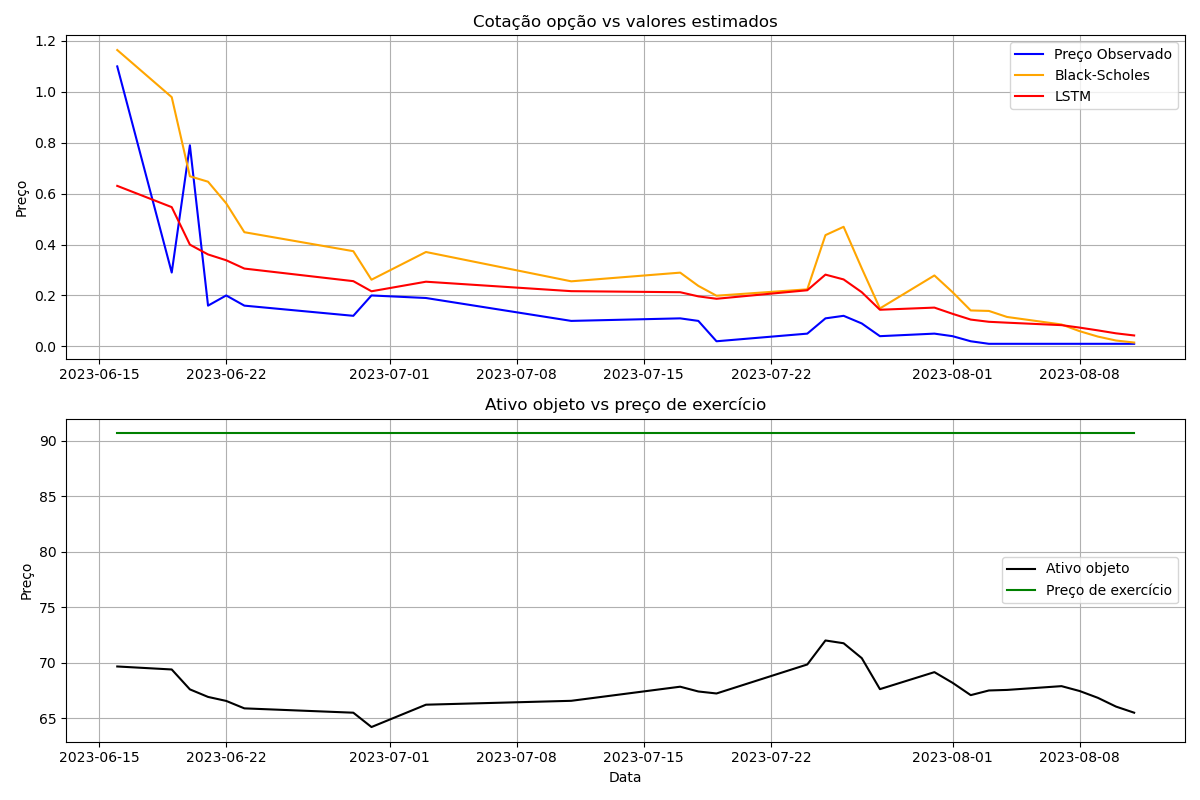 Cotação opção vs valores estimados
1.2
1.0
0.8
0.6
0.4
0.2
0.0
Preço
Preço Observado
Black-Scholes
LSTM
2023-06-15 2023-06-22 2023-07-01 2023-07-08 2023-07-15 2023-07-22 2023-08-01 2023-08-08
Ativo objeto vs preço de exercício
90
85
80
75
70
65
Preço
Ativo objeto
Preço de exercício
2023-06-15 2023-06-22 2023-07-01 2023-07-08 2023-07-15 2023-07-22 2023-08-01 2023-08-08
Data